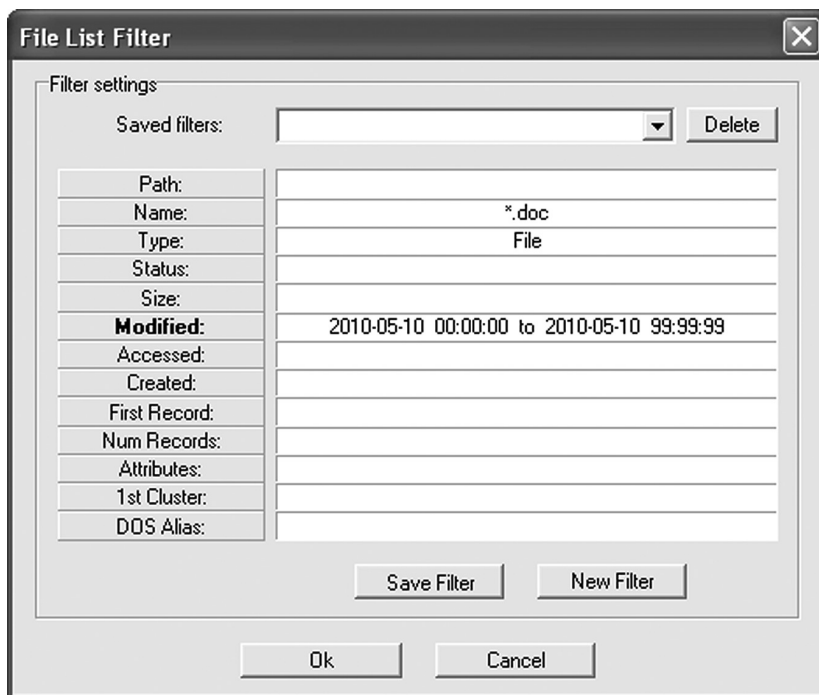 File List Filter
Filter settings
Saved filters:
Delete
Path:
Name: *.doc
Type: File
Status:
Size:
Modified: 2010-05-10 00:00:00 to 2010-05-10 99:99:99
Accessed:
Created:
First Record:
Num Records:
Attributes:
1st Cluster:
DOS Alias:
Save Filter New Filter
Ok Cancel